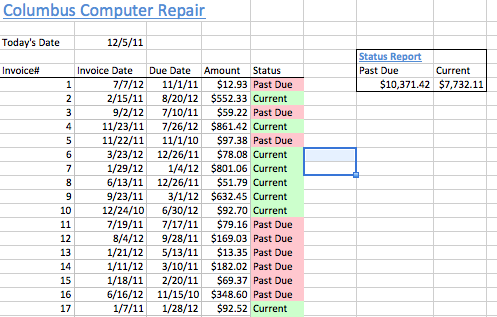 Columbus Computer Repair
Today's Date 12/5/11
Status Report
Invoice# Invoice Date Due Date Amount Status Past Due Current
1 7/7/12 11/1/11 $12.93 Past Due $10,371.42 $7,732.11
2 2/15/11 8/20/12 $552.33 Current
3 9/2/12 7/10/11 $59.22 Past Due
4 11/23/11 7/26/12 $861.42 Current
5 11/22/11 11/1/10 $97.38 Past Due
6 3/23/12 12/26/11 $78.08 Current
7 1/29/12 1/4/12 $801.06 Current
8 6/13/11 12/26/11 $51.79 Current
9 9/23/11 3/1/12 $632.45 Current
10 12/24/10 6/30/12 $92.70 Current
11 7/19/11 7/17/11 $79.16 Past Due
12 8/4/12 9/28/11 $169.03 Past Due
13 1/21/12 5/13/11 $13.35 Past Due
14 1/11/12 3/10/11 $182.02 Past Due
15 1/18/11 2/20/11 $69.37 Past Due
16 6/16/12 11/15/10 $348.60 Past Due
17 1/7/11 1/28/12 $92.52 Current